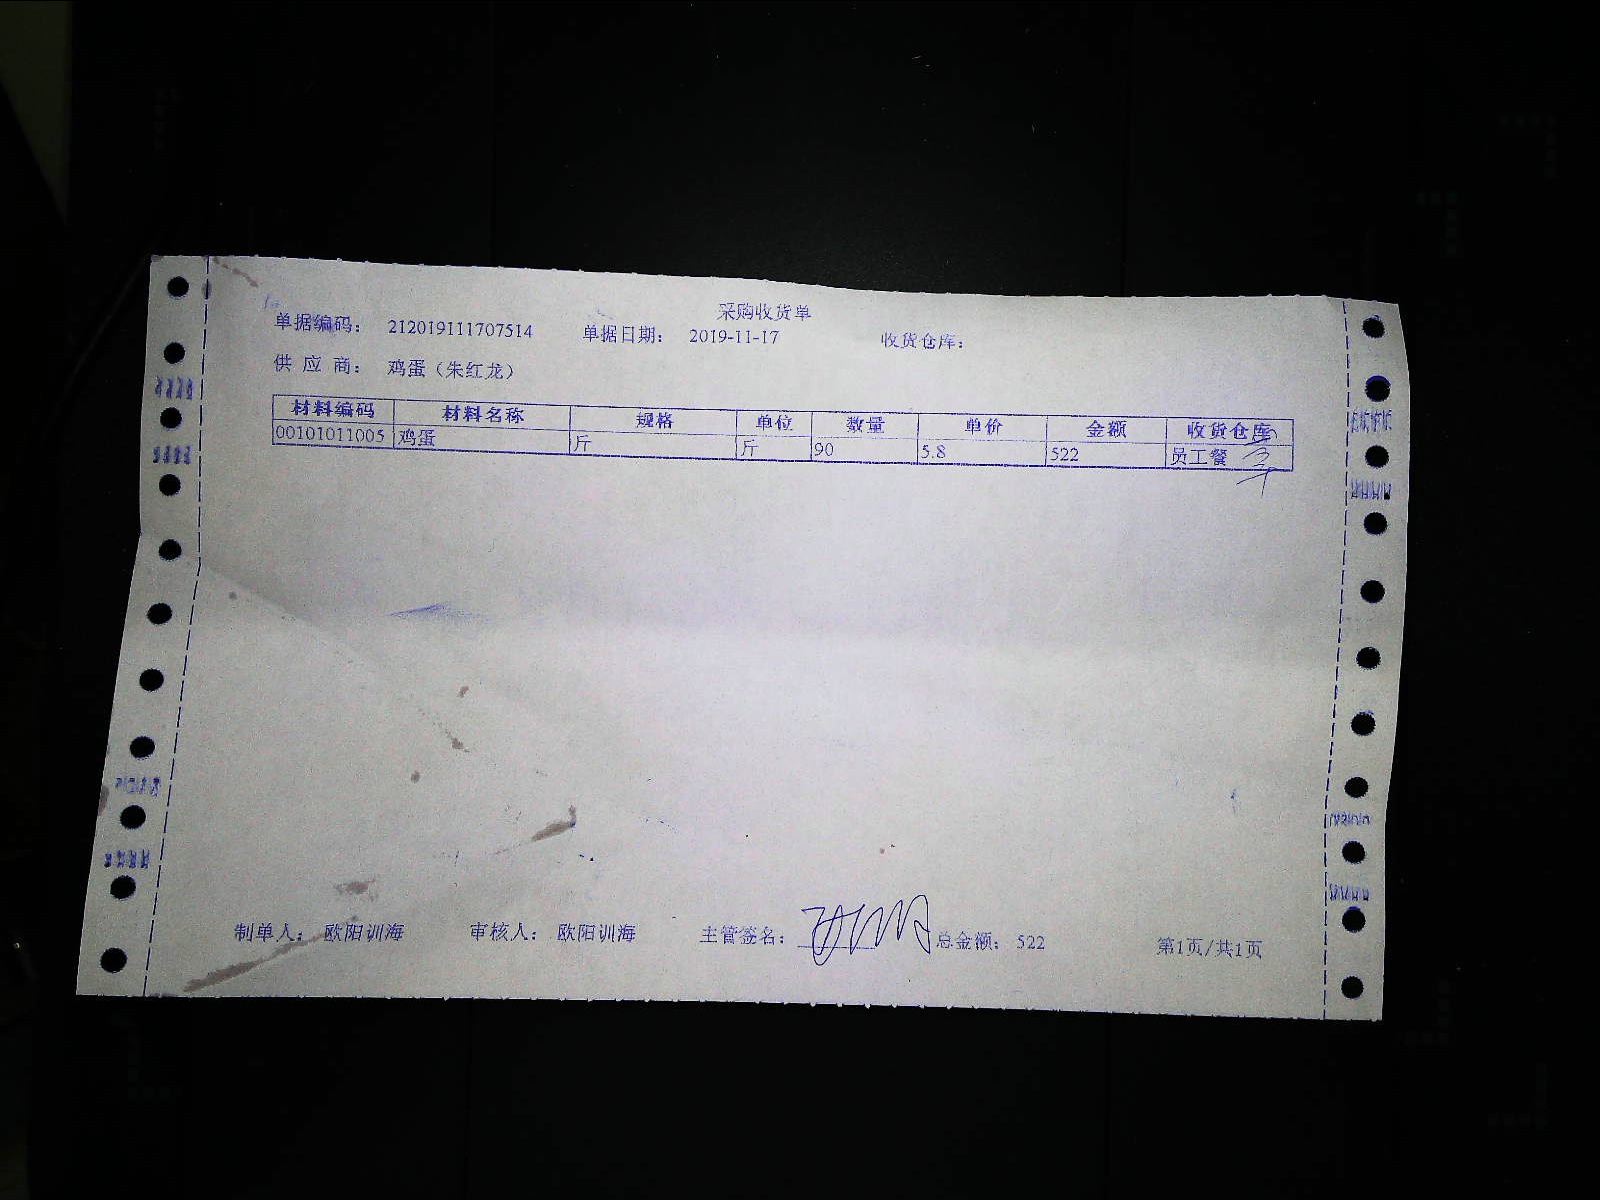 采购收货单
单据编码： 212019111707514 单据日期： 2019-11-17 收货仓库：
供 应 商： 鸡蛋（朱红龙）
材料编码 材料名称 规格 单位 数量 单价 金额 收货仓库
00101011005 鸡蛋 斤 斤 90 5.8 522 员工餐
制单人： 欧阳训海 审核人： 欧阳训海 主管签名： 总金额： 522 第1页/共1页